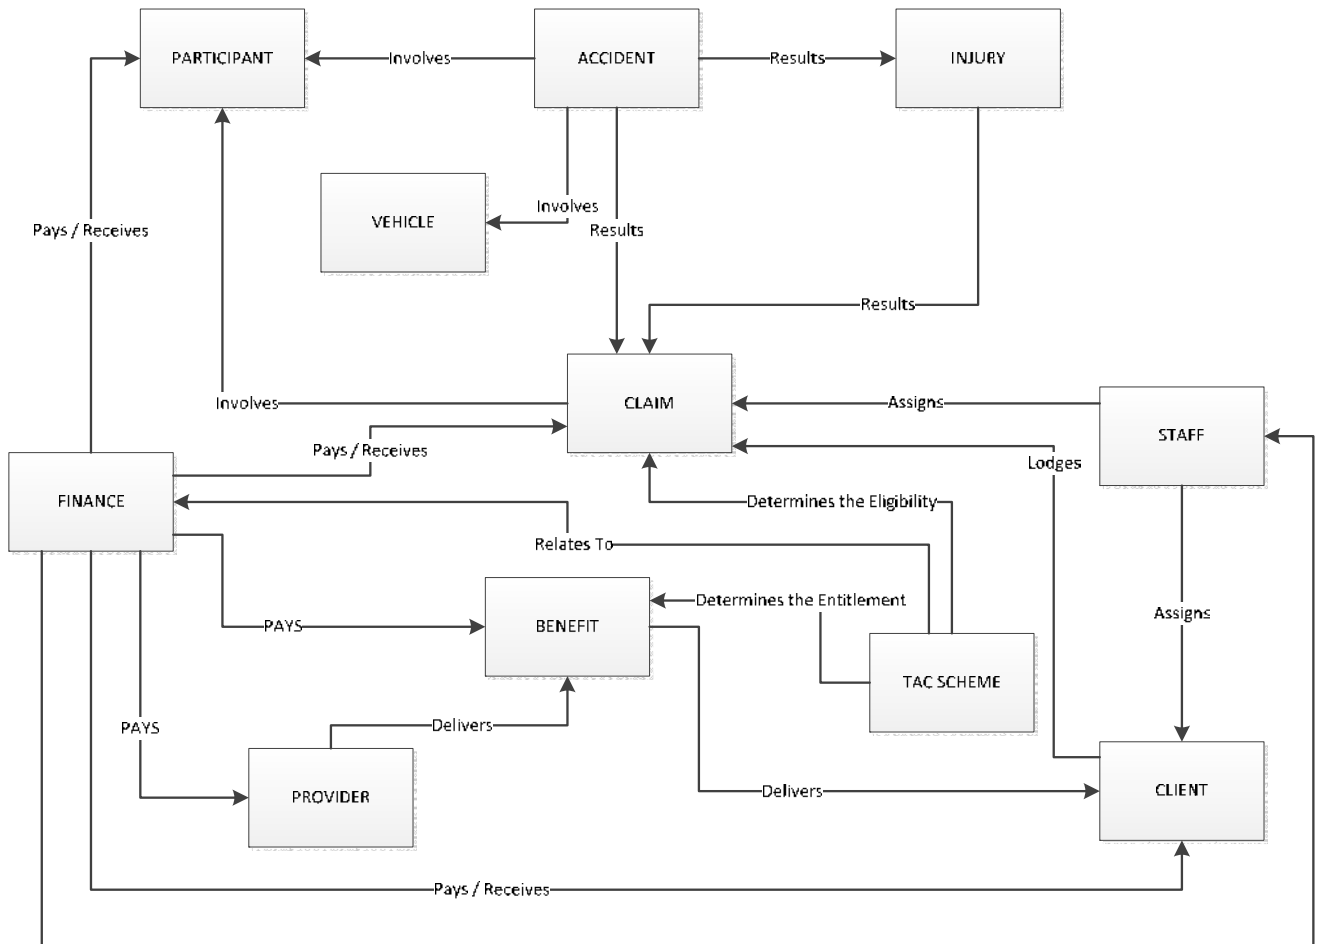 PARTICIPANT
Involves
ACCIDENT
Results
INJURY
VEHICLE
Involves
Pays / Receives
Results
Results
Involves
CLAIM
Assigns
STAFF
Pays / Receives
Lodges
FINANCE
Determines the Eligibility
Relates To
Determines the Entitlement
PAYS
BENEFIT
Assigns
TAC SCHEME
PAYS
Delivers
PROVIDER
Delivers
CLIENT
Pays / Receives